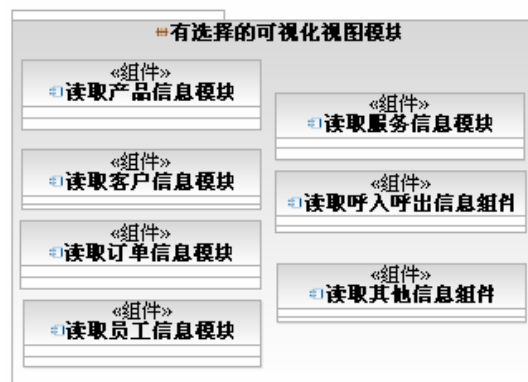 有选择的可视化视图模块
«组件»
读取产品信息模块
«组件»
读取客户信息模块
«组件»
读取订单信息模块
«组件»
读取员工信息模块
«组件»
读取服务信息模块
«组件»
读取呼入呼出信息组件
«组件»
读取其他信息组件